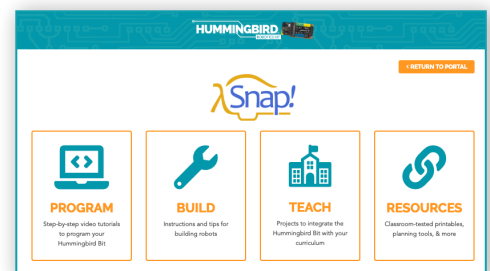 HUMMINGBIRD
< RETURN TO PORTAL
λSnap!
PROGRAM
Step-by-step video tutorials
to program your
Hummingbird Bit
BUILD
Instructions and tips for
building robots
TEACH
Projects to integrate the
Hummingbird Bit with your
curriculum
RESOURCES
Classroom-tested printables,
planning tools, & more